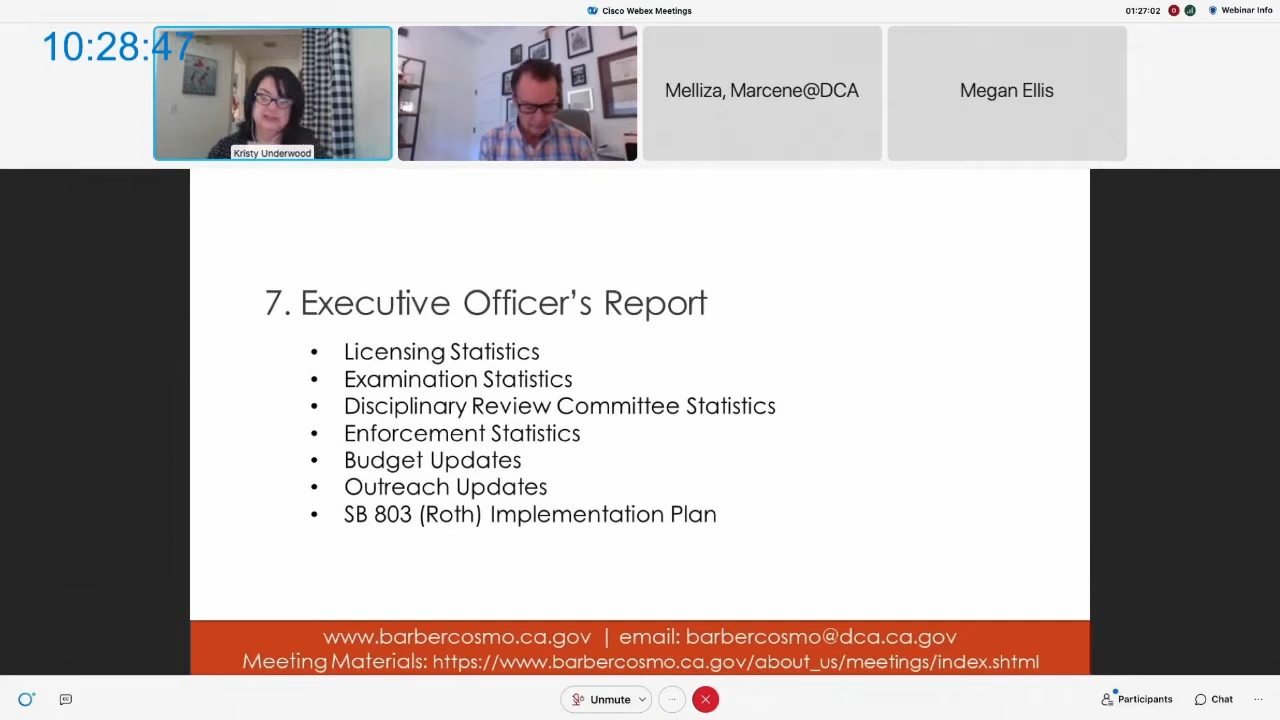 Cisco Webex Meetings
01:27:02
Webinar Info
10:28:47
Kristy Underwood
Melliza, Marcene@DCA
Megan Ellis
7. Executive Officer's Report
• Licensing Statistics
• Examination Statistics
• Disciplinary Review Committee Statistics
• Enforcement Statistics
• Budget Updates
• Outreach Updates
• SB 803 (Roth) Implementation Plan
www.barbercosmo.ca.gov | email: barbercosmo@dca.ca.gov
Meeting Materials: https://www.barbercosmo.ca.gov/about_us/meetings/index.shtml
Unmute
Participants
Chat